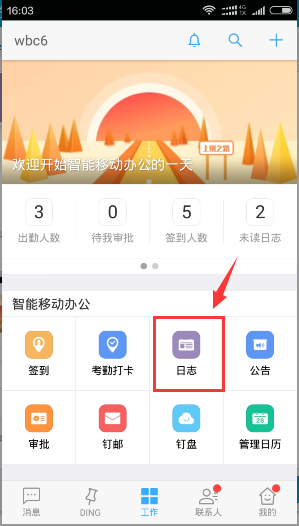 16:03
4G
1X
wbc6
上班之路
欢迎开始智能移动办公的一天
3 0 5 2
出勤人数 待我审批 签到人数 未读日志
智能移动办公
签到 考勤打卡 日志 公告
26
审批 钉邮 钉盘 管理日历
消息 DING 工作 联系人 我的